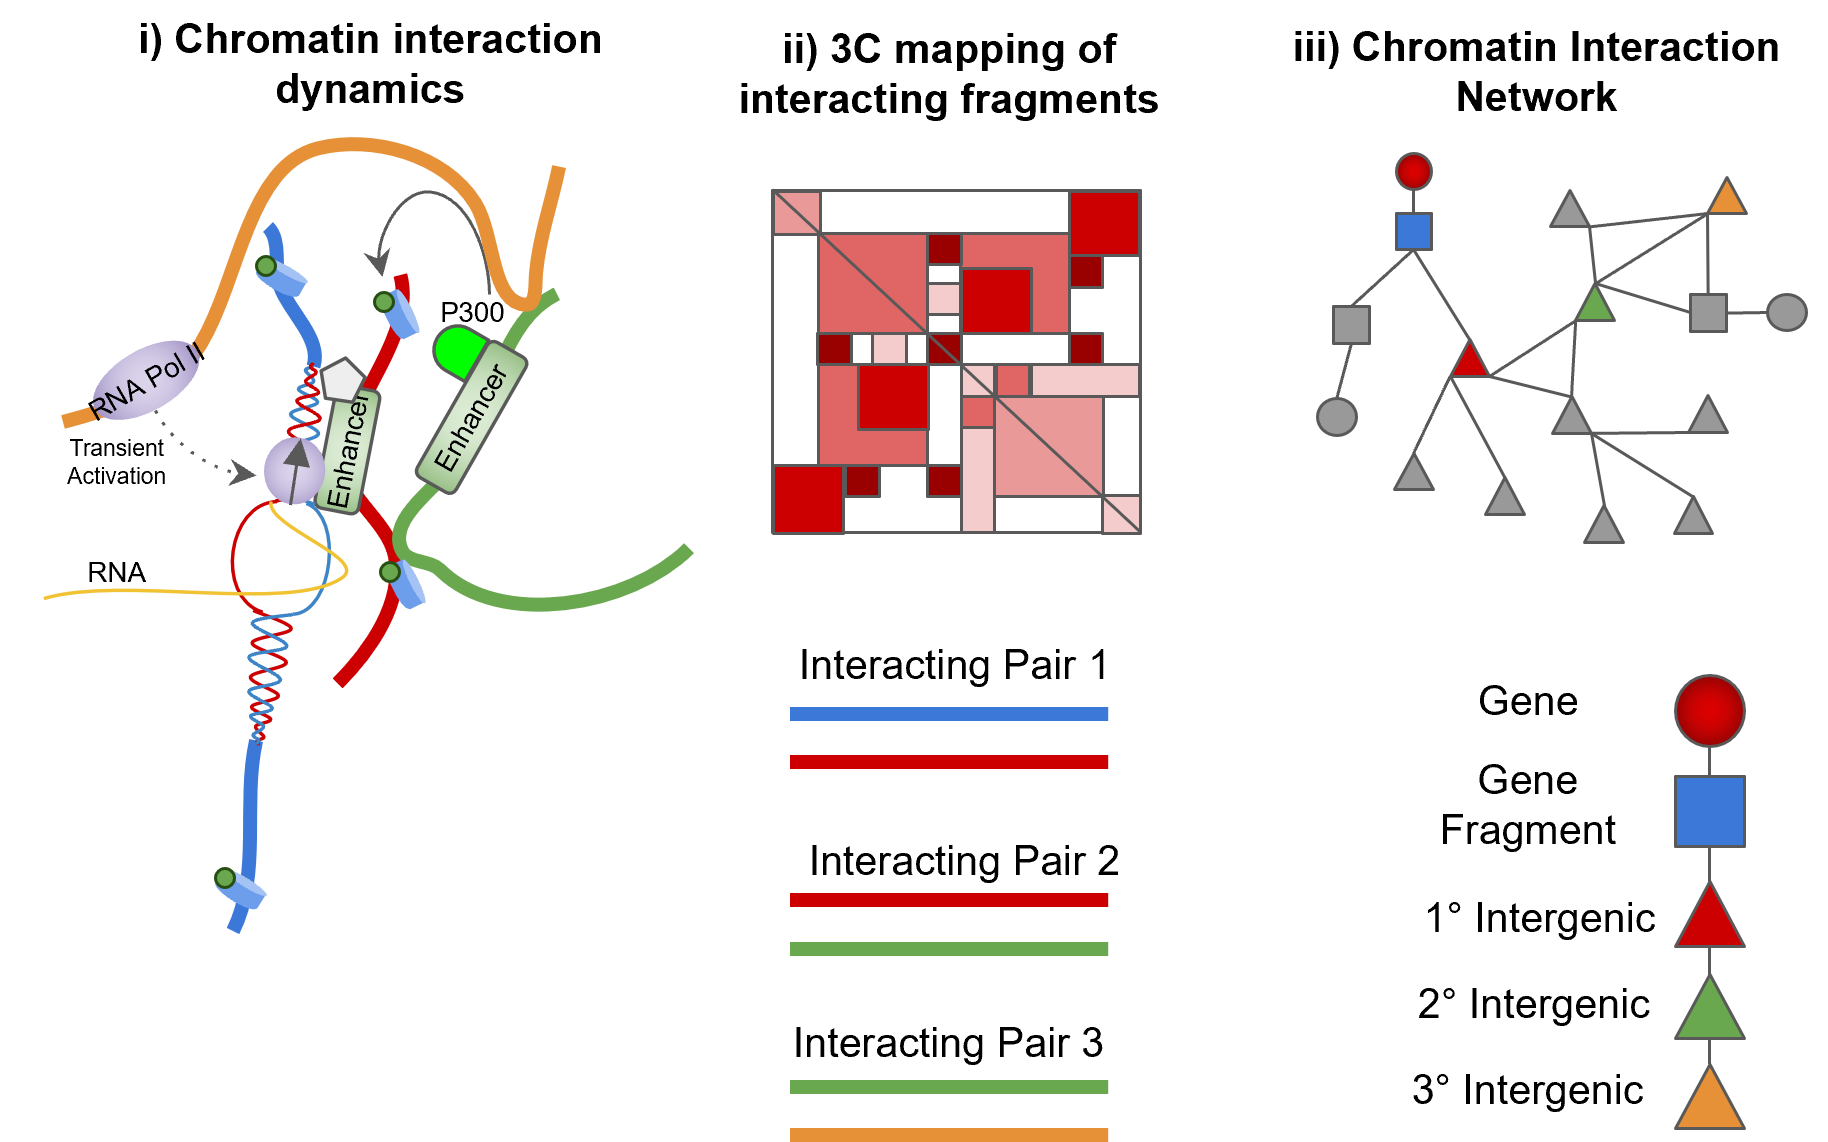 i) Chromatin interaction
dynamics
P300
RNA Pol II
Transient
Activation
Enhancer
Enhancer
RNA
ii) 3C mapping of
interacting fragments
Interacting Pair 1
Interacting Pair 2
Interacting Pair 3
iii) Chromatin Interaction
Network
Gene
Gene
Fragment
1° Intergenic
2° Intergenic
3° Intergenic